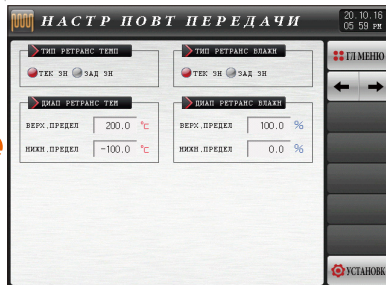 НАСТР ПОВТ ПЕРЕДАЧИ
20.10.16
05 59 PM
ТИП РЕТРАНС ТЕМП
ТИП РЕТРАНС ВЛАЖН
ТЕК ЗН ЗАД ЗН
ТЕК ЗН ЗАД ЗН
ГЛ МЕНЮ
ДИАП РЕТРАНС ТЕМ
ДИАП РЕТРАНС ВЛАЖН
ВЕРХ.ПРЕДЕЛ 200.0 °C
ВЕРХ.ПРЕДЕЛ 100.0 %
НИЖН.ПРЕДЕЛ -100.0 °C
НИЖН.ПРЕДЕЛ 0.0 %
УСТАНОВК